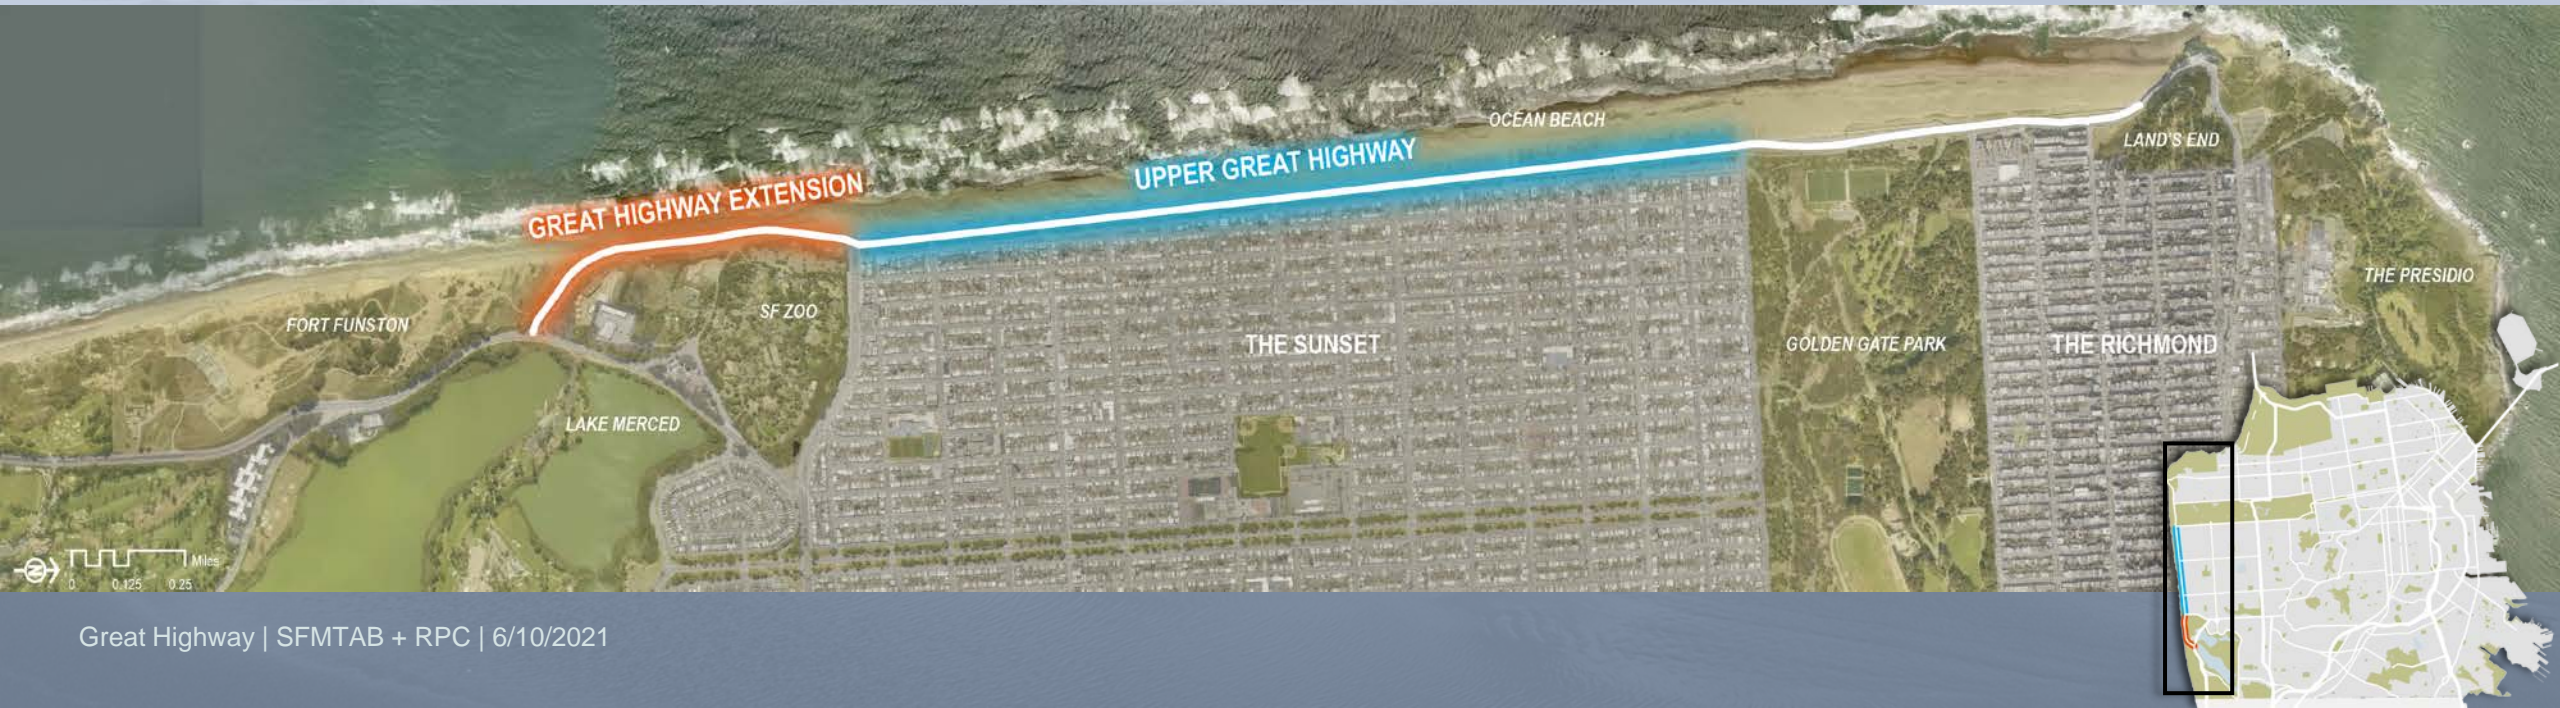 OCEAN BEACH
LAND'S END
UPPER GREAT HIGHWAY
GREAT HIGHWAY EXTENSION
THE PRESIDIO
SF ZOO
FORT FUNSTON
THE SUNSET
GOLDEN GATE PARK
THE RICHMOND
LAKE MERCED
N
Miles
0 0.125 0.25
Great Highway | SFMTAB + RPC | 6/10/2021